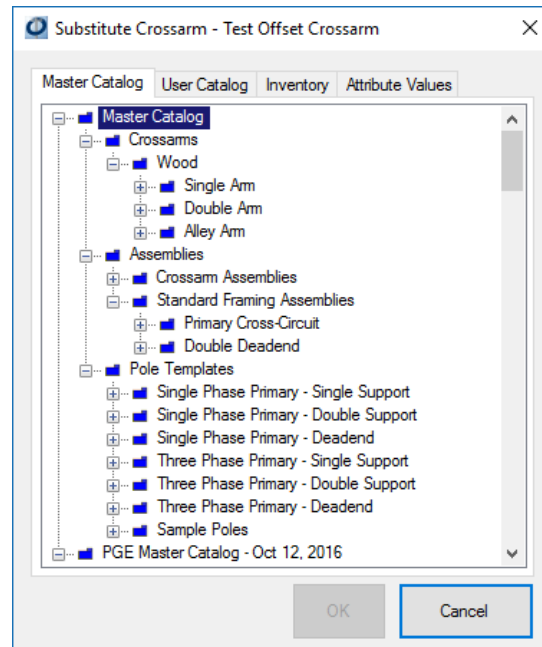 Substitute Crossarm - Test Offset Crossarm
Master Catalog User Catalog Inventory Attribute Values
Master Catalog
Crossarms
Wood
Single Arm
Double Arm
Alley Arm
Assemblies
Crossarm Assemblies
Standard Framing Assemblies
Primary Cross-Circuit
Double Deadend
Pole Templates
Single Phase Primary - Single Support
Single Phase Primary - Double Support
Single Phase Primary - Deadend
Three Phase Primary - Single Support
Three Phase Primary - Double Support
Three Phase Primary - Deadend
Sample Poles
PGE Master Catalog - Oct 12, 2016
OK Cancel